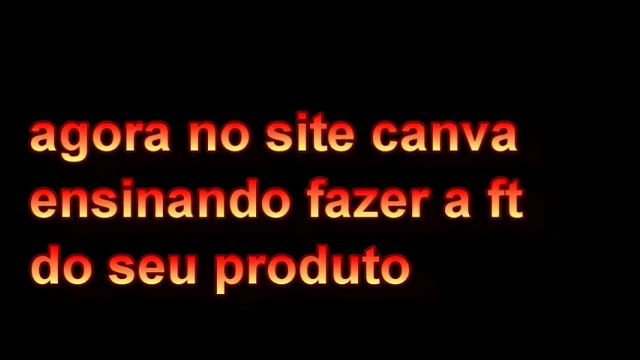 agora no site canva
ensinando fazer a ft
do seu produto